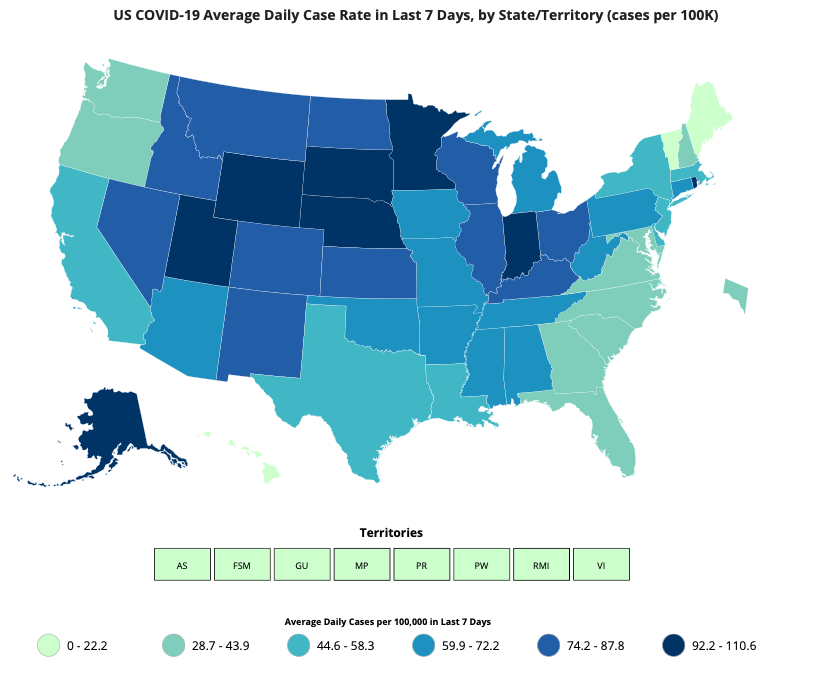 US COVID-19 Average Daily Case Rate in Last 7 Days, by State/Territory (cases per 100K)
Territories
AS FSM GU MP PR PW RMI VI
Average Daily Cases per 100,000 in Last 7 Days
0 - 22.2 28.7 - 43.9 44.6 - 58.3 59.9 - 72.2 74.2 - 87.8 92.2 - 110.6